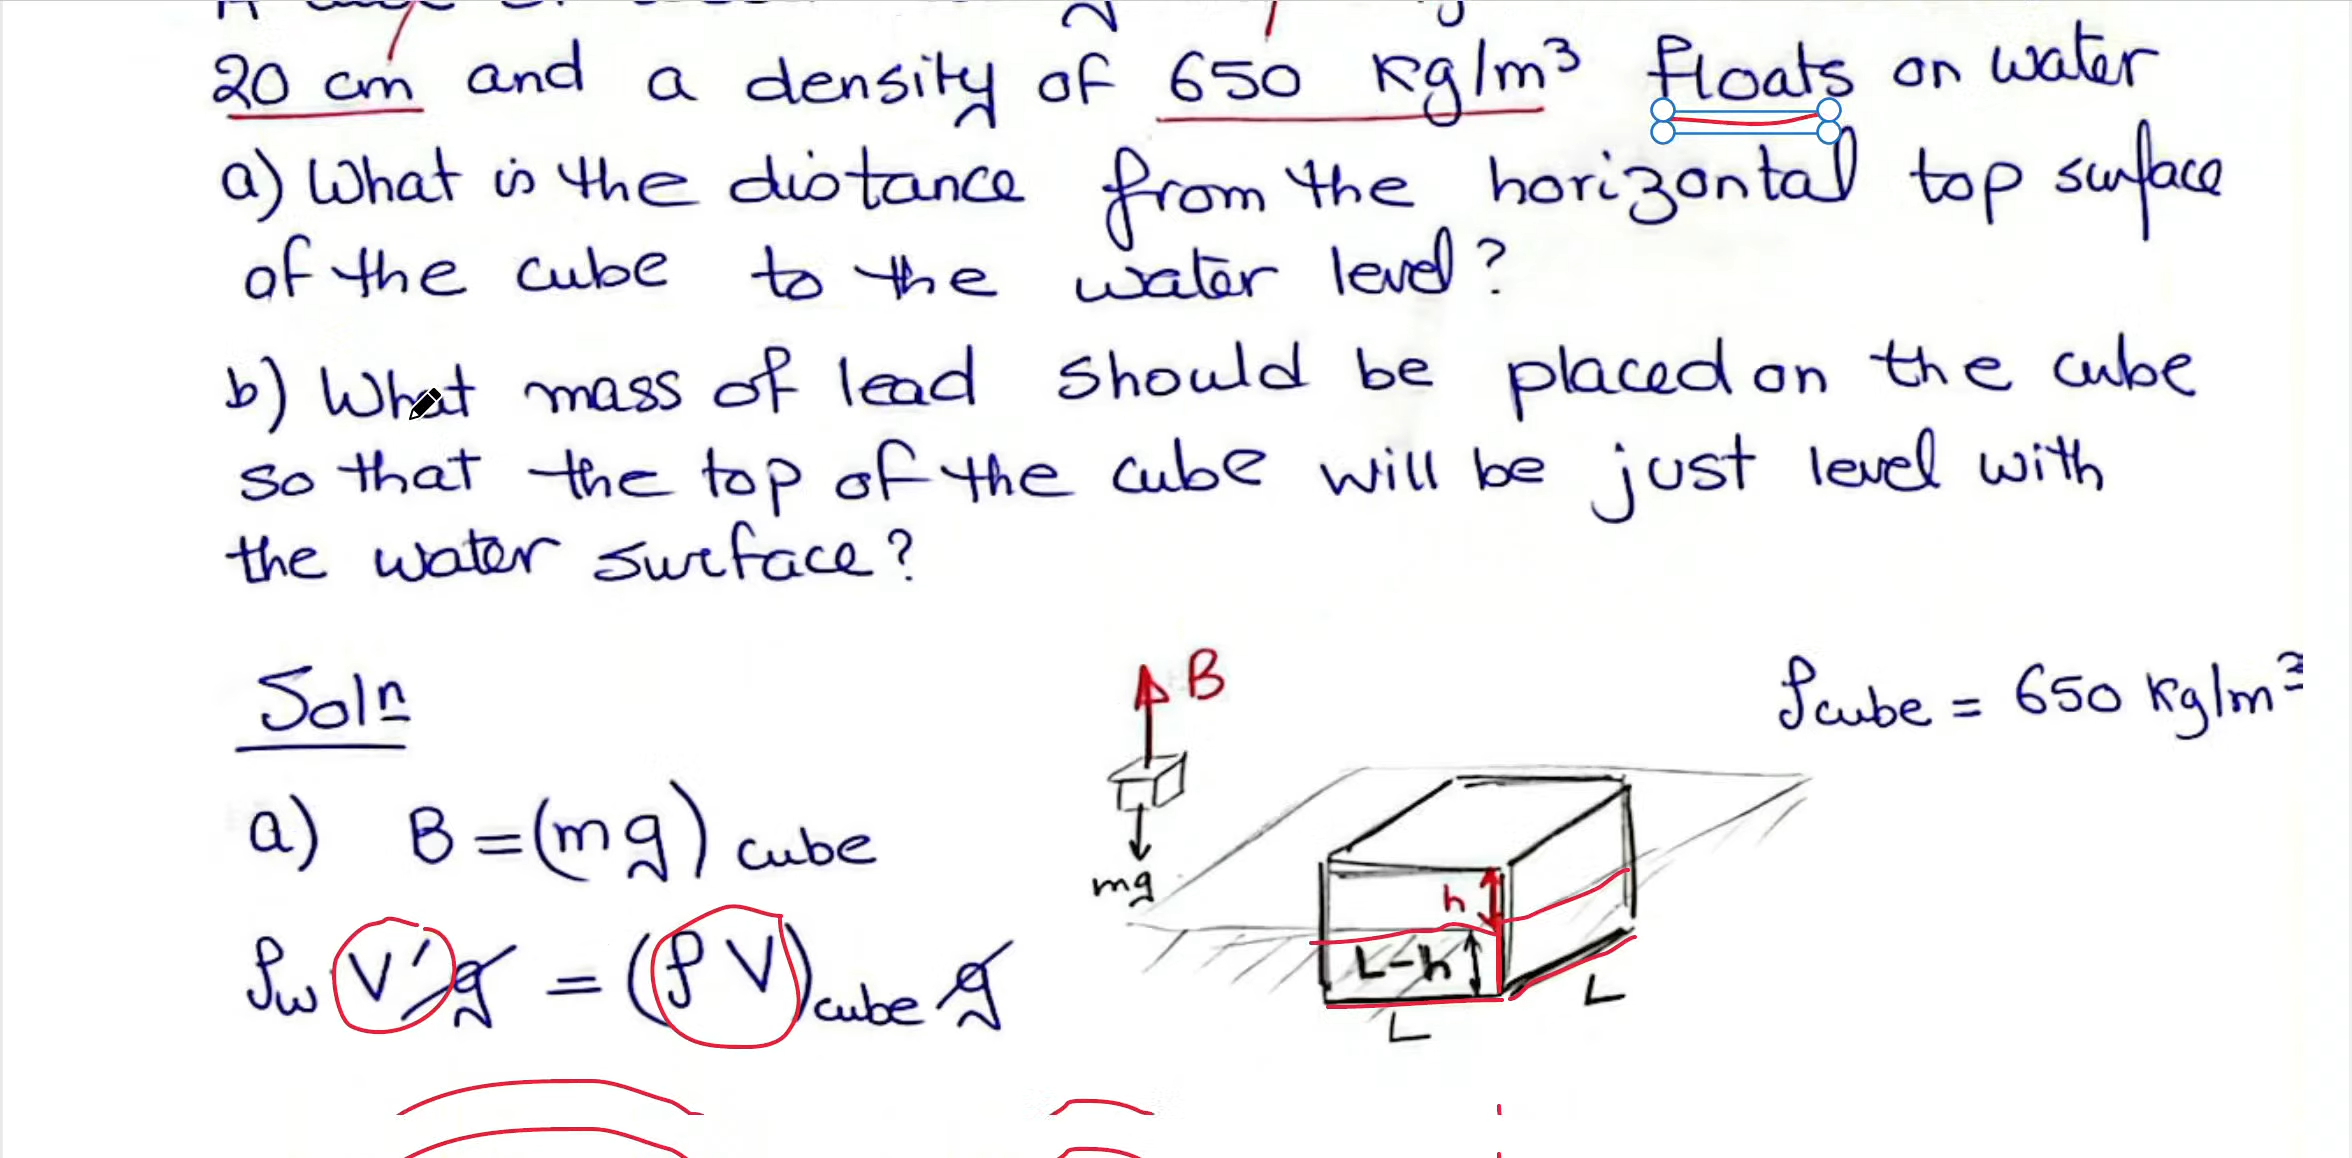 20 cm and a density of 650 Kg/m³ floats on water
a) What is the distance from the horizontal top surface
of the cube to the water level?
b) What mass of lead should be placed on the cube
so that the top of the cube will be just level with
the water surface?
Soln
B
ρcube = 650 Kg/m³
a) B = (mg) cube
mg
h
ρw V'g = (ρV)cube g
L-h
L
L